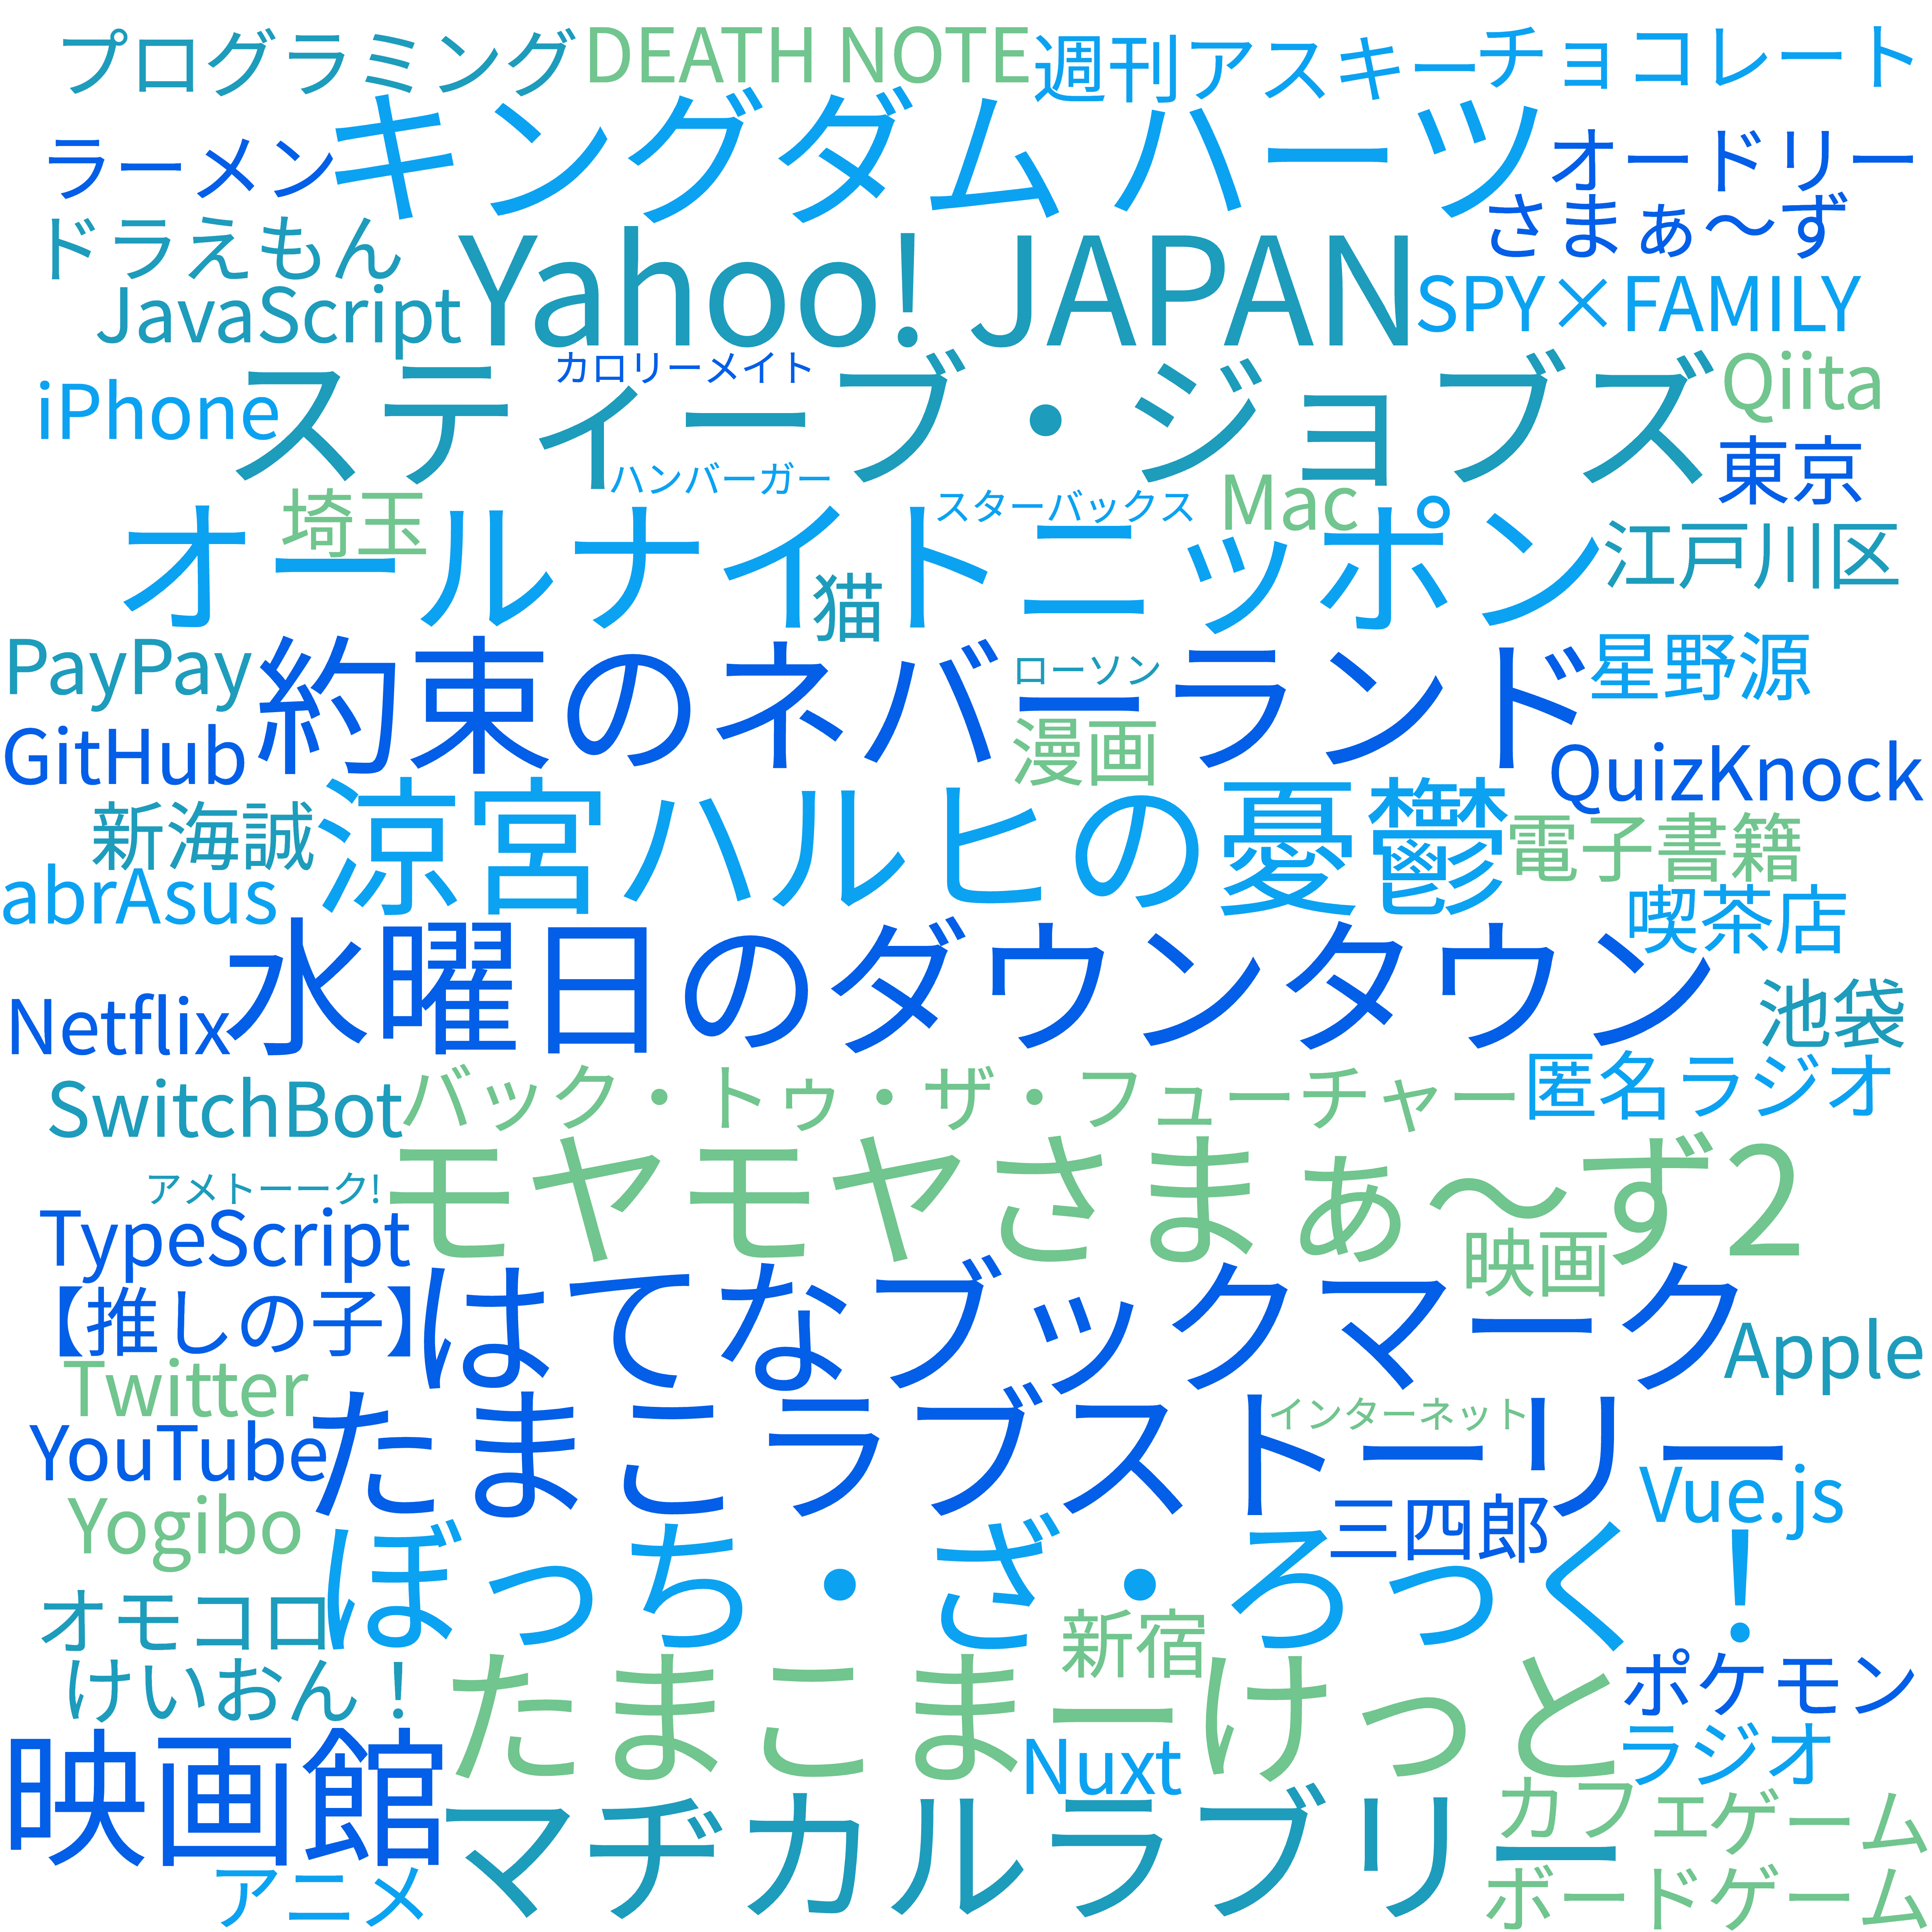 プログラミング
DEATH NOTE
週刊アスキー
チョコレート
ラーメン
キングダム ハーツ
オードリー
さまぁ～ず
ドラえもん
Yahoo! JAPAN
JavaScript
SPY×FAMILY
カロリーメイト
iPhone
スティーブ・ジョブズ
Qiita
東京
ハンバーガー
スターバックス
Mac
埼玉
オールナイトニッポン
江戸川区
猫
PayPay
約束のネバーランド
ローソン
星野源
GitHub
漫画
QuizKnock
新海誠
涼宮ハルヒの憂鬱
電子書籍
abrAsus
喫茶店
水曜日のダウンタウン
Netflix
池袋
SwitchBot
バック・トゥ・ザ・フューチャー
匿名ラジオ
アメトーーク!
モヤモヤさまぁ～ず2
TypeScript
映画
【推しの子】
はてなブックマーク
Apple
Twitter
たまこラブストーリー
インターネット
YouTube
Vue.js
Yogibo
三四郎
ぼっち・ざ・ろっく！
オモコロ
新宿
けいおん！
たまこまーけっと
ポケモン
映画館
Nuxt
ラジオ
マヂカルラブリー
カフェ
ゲーム
アニメ
ボードゲーム